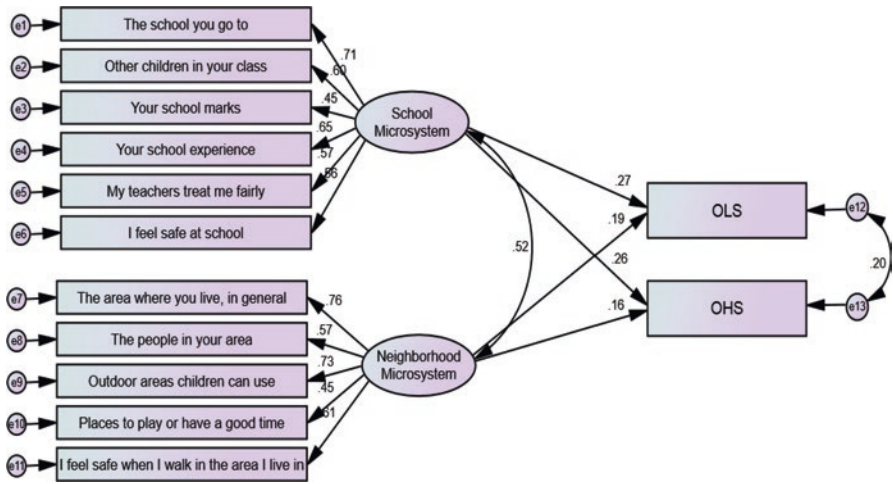 e1
The school you go to
.71
e2
Other children in your class
.60
e3
Your school marks
.45
e4
Your school experience
.65
e5
My teachers treat me fairly
.57
e6
I feel safe at school
.56
School
Microsystem
.27
.19
.52
.26
.16
OLS
e12
.20
OHS
e13
e7
The area where you live, in general
.76
e8
The people in your area
.57
e9
Outdoor areas children can use
.73
e10
Places to play or have a good time
.45
e11
I feel safe when I walk in the area I live in
.61
Neighborhood
Microsystem